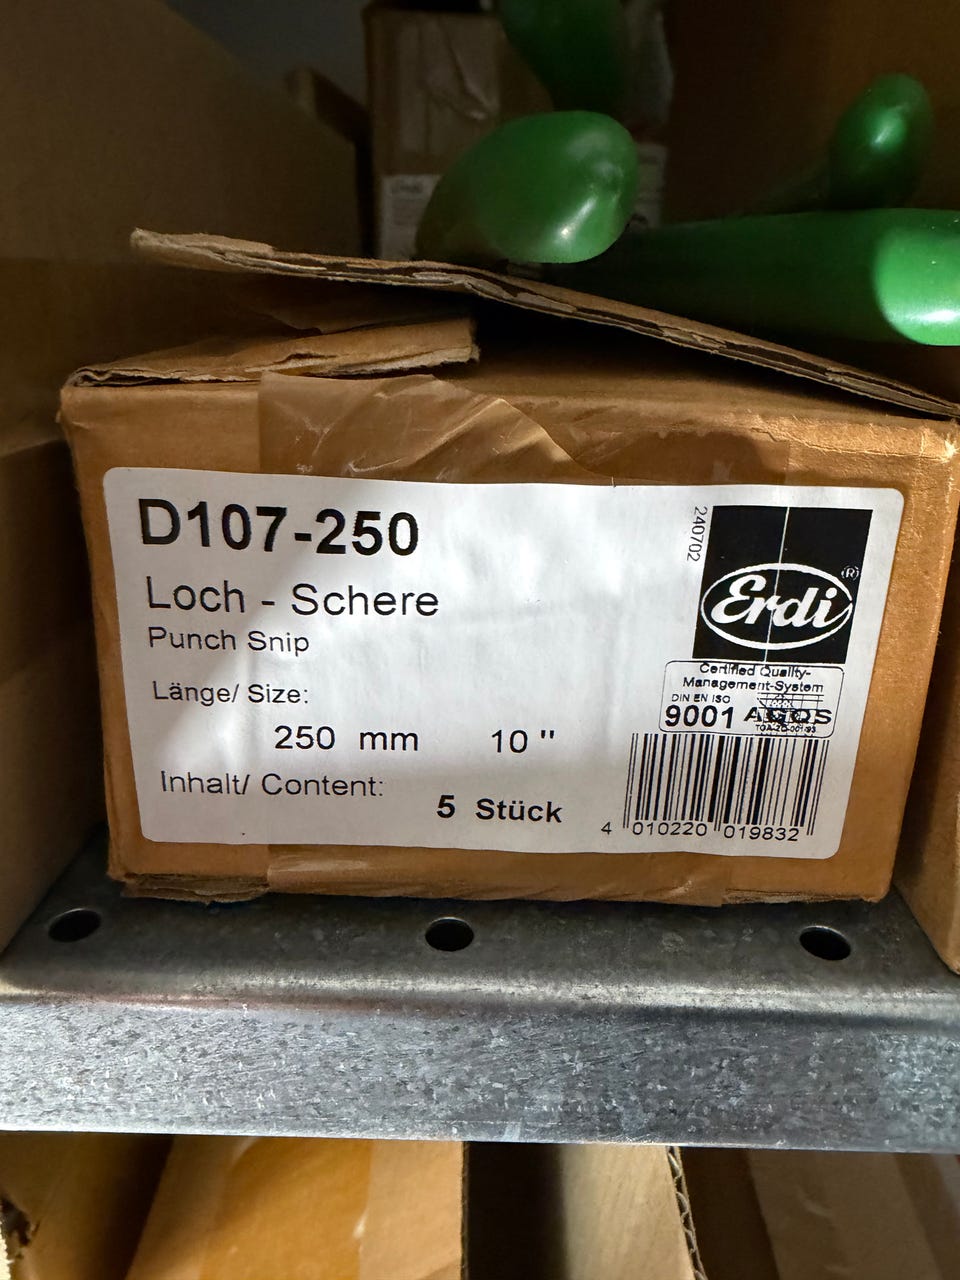 D107-250
Loch - Schere
Punch Snip
Länge/ Size:
250 mm 10 "
Inhalt/ Content:
5 Stück
240702
Erdi ®
Certified Quality-
Management-System
DIN EN ISO
9001 AGQS
4 010220 019832